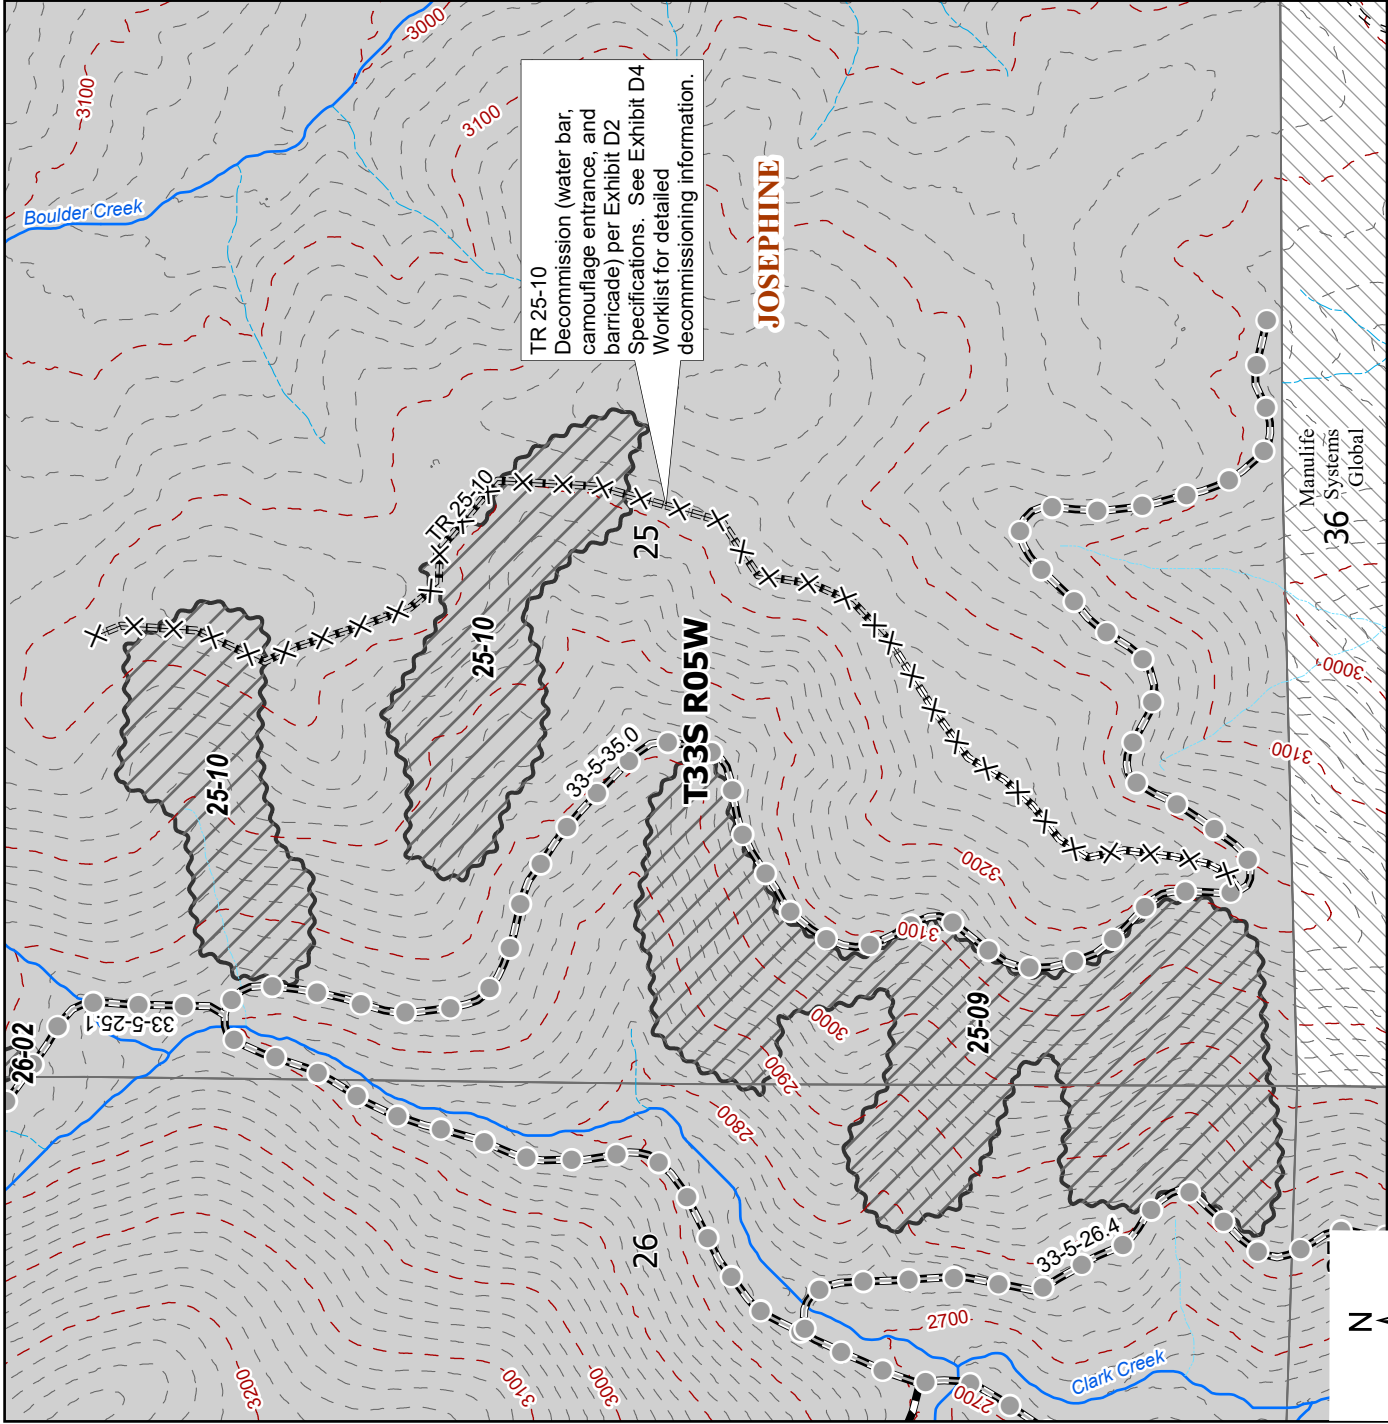 3000
3100
Boulder Creek
3100
TR 25-10
Decommission (water bar,
camouflage entrance, and
barricade) per Exhibit D2
Specifications. See Exhibit D4
Worklist for detailed
decommissioning information.
JOSEPHINE
TR 25-10
25
25-10
25-10
T33S R05W
33-5-35.0
Manulife
Systems
Global
36
3000
3100
3200
3100
25-09
3000
2900
2800
33-5-25.1
26-02
26
33-5-26.4
2700
2700
Clark Creek
3200
3100
3000
N